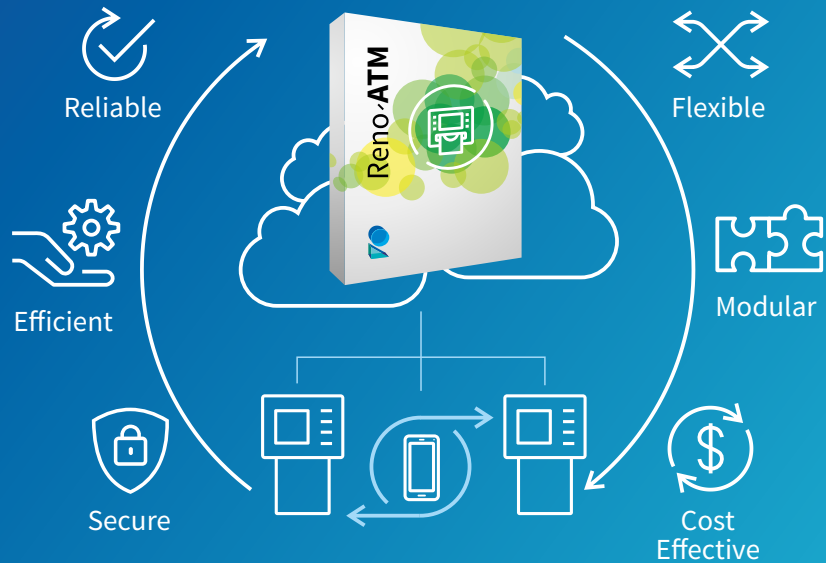 Reno-ATM
Reliable
Flexible
Efficient
Modular
Secure
$
Cost
Effective